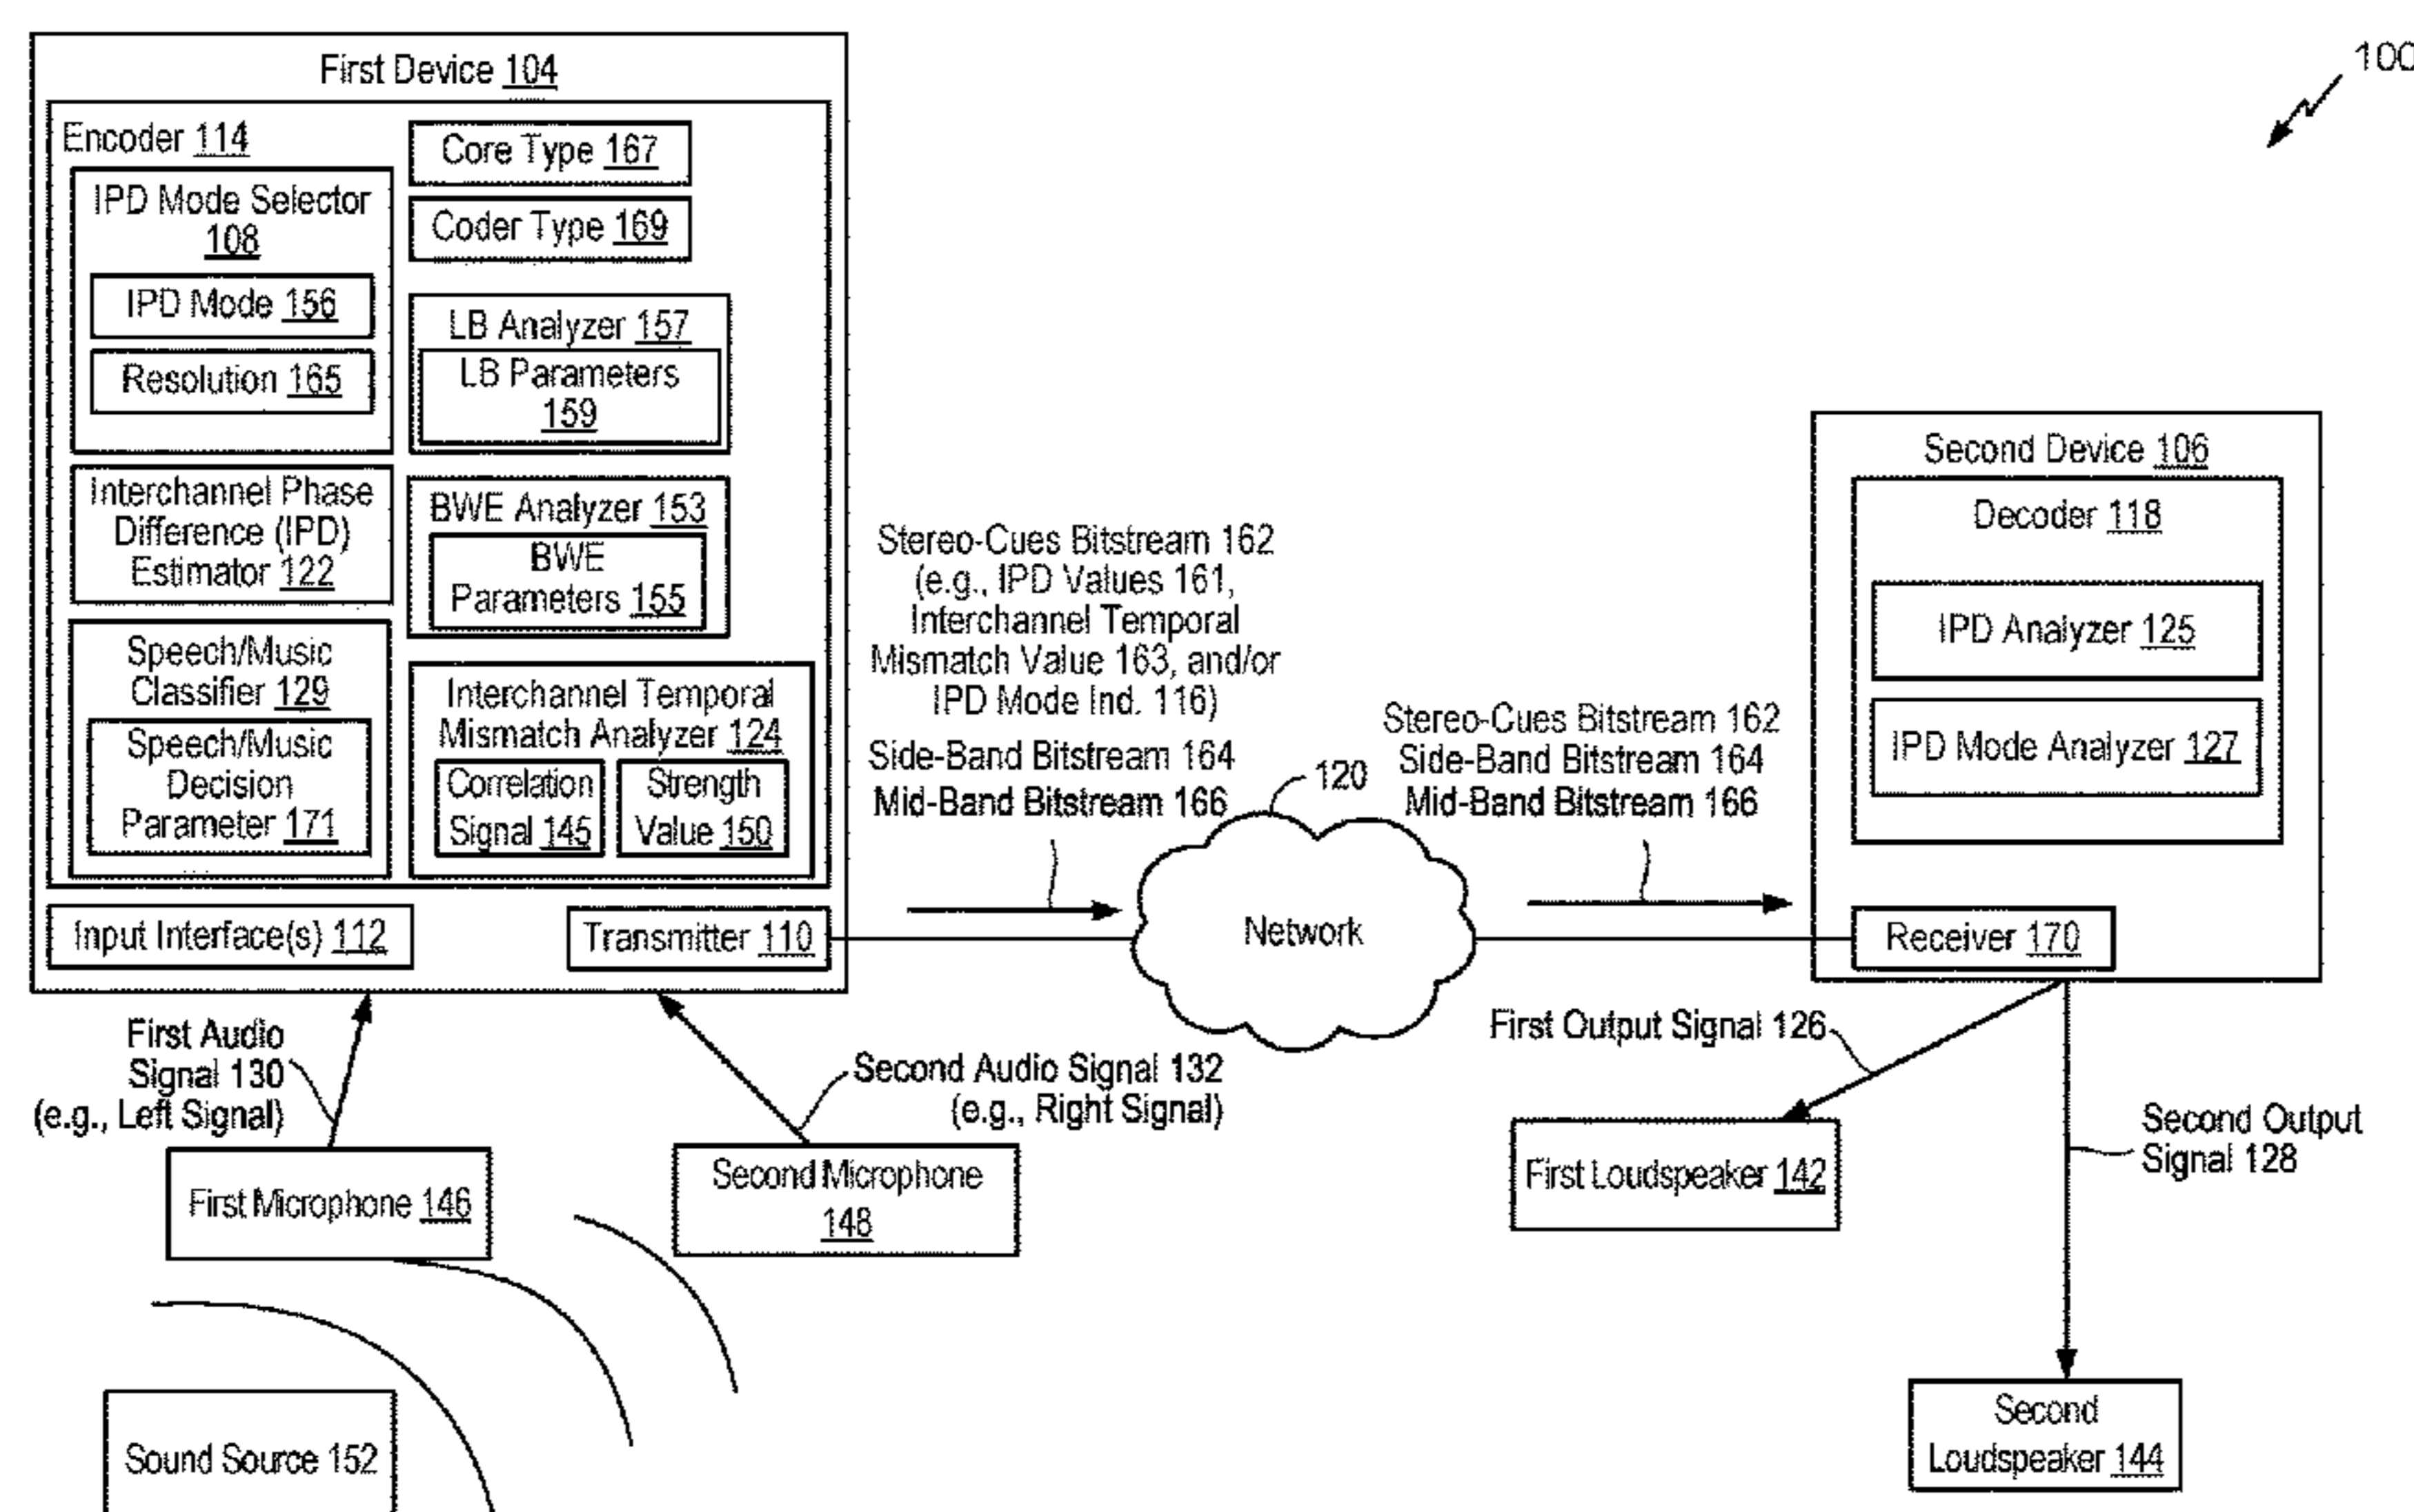 100
First Device 104
Encoder 114
IPD Mode Selector
108
IPD Mode 156
Resolution 165
Interchannel Phase
Difference (IPD)
Estimator 122
Speech/Music
Classifier 129
Speech/Music
Decision
Parameter 171
Core Type 167
Coder Type 169
LB Analyzer 157
LB Parameters
159
BWE Analyzer 153
BWE
Parameters 155
Interchannel Temporal
Mismatch Analyzer 124
Correlation
Signal 145
Strength
Value 150
Input Interface(s) 112
Transmitter 110
Stereo-Cues Bitstream 162
(e.g., IPD Values 161,
Interchannel Temporal
Mismatch Value 163, and/or
IPD Mode Ind. 116)
Side-Band Bitstream 164
Mid-Band Bitstream 166
120
Network
Stereo-Cues Bitstream 162
Side-Band Bitstream 164
Mid-Band Bitstream 166
Second Device 106
Decoder 118
IPD Analyzer 125
IPD Mode Analyzer 127
Receiver 170
First Audio
Signal 130
(e.g., Left Signal)
Second Audio Signal 132
(e.g., Right Signal)
First Microphone 146
Second Microphone
148
Sound Source 152
First Output Signal 126
First Loudspeaker 142
Second Output
Signal 128
Second
Loudspeaker 144